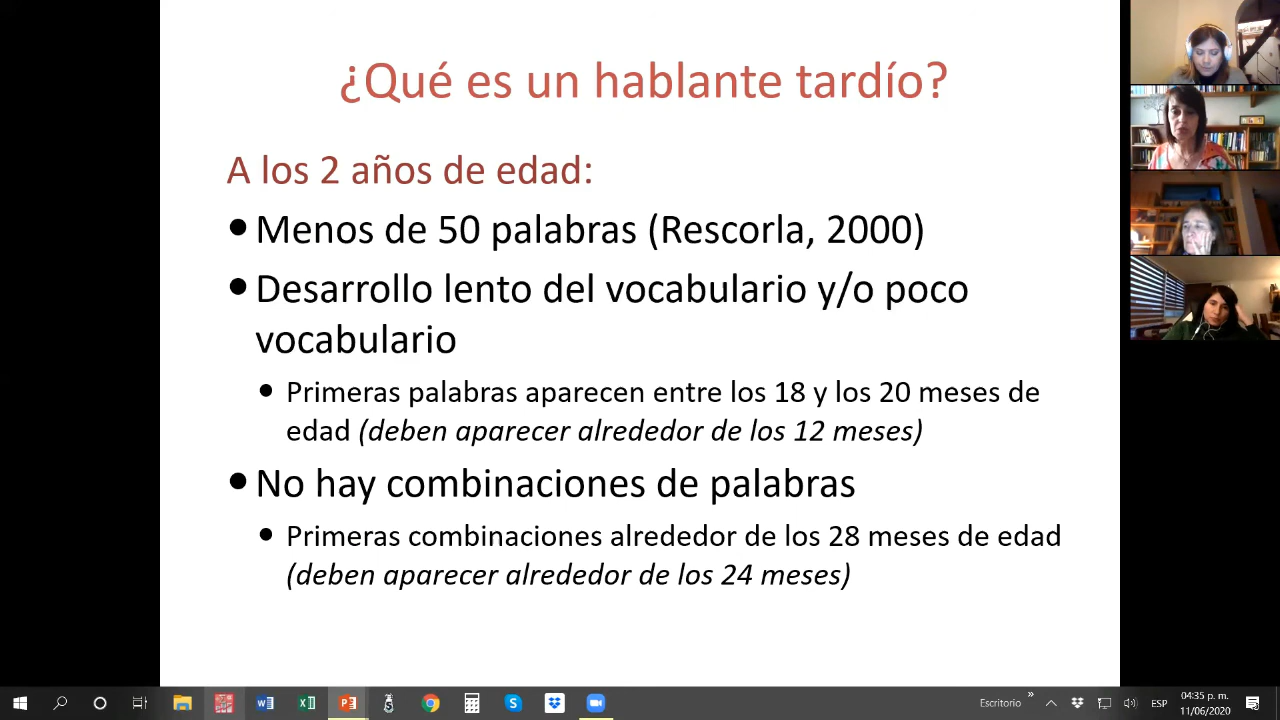 ¿Qué es un hablante tardío?
A los 2 años de edad:
• Menos de 50 palabras (Rescorla, 2000)
• Desarrollo lento del vocabulario y/o poco
vocabulario
• Primeras palabras aparecen entre los 18 y los 20 meses de
edad (deben aparecer alrededor de los 12 meses)
• No hay combinaciones de palabras
• Primeras combinaciones alrededor de los 28 meses de edad
(deben aparecer alrededor de los 24 meses)
Escritorio
ESP
04:35 p. m.
11/06/2020